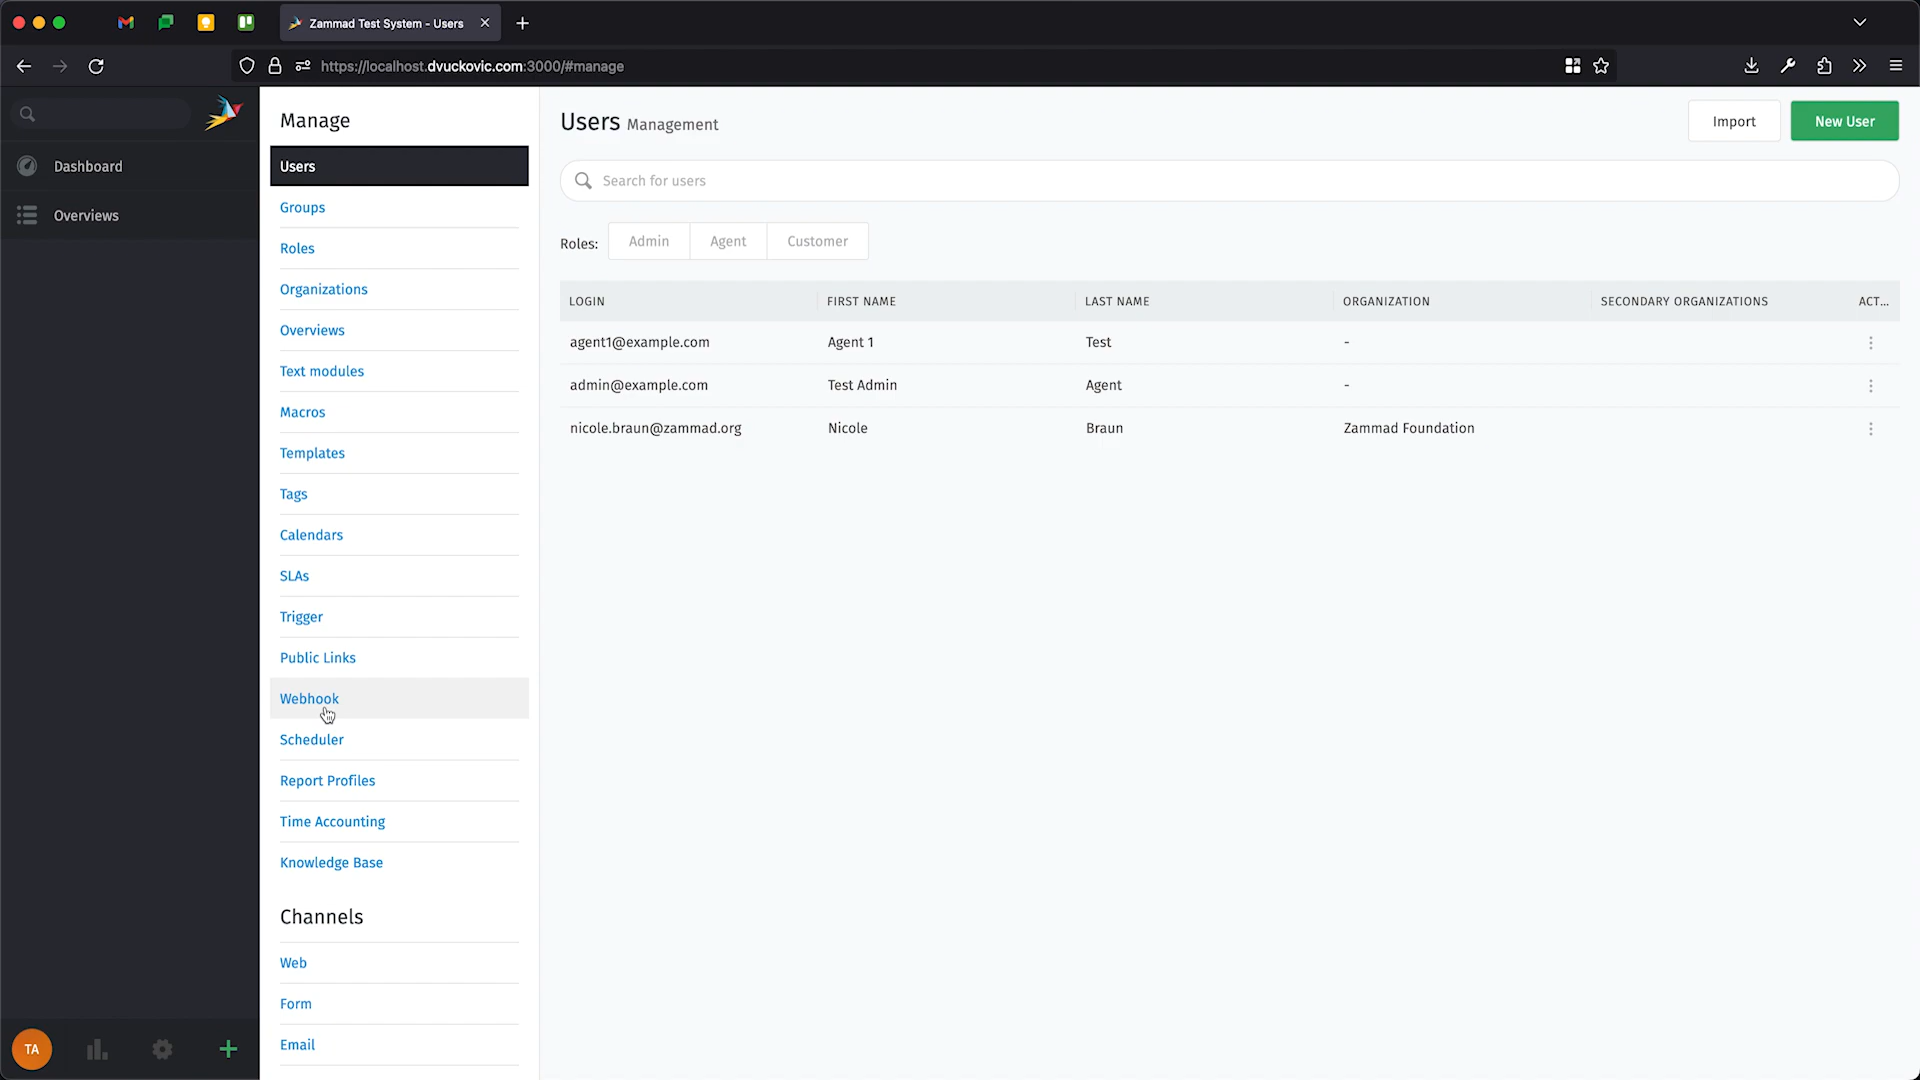 Zammad Test System - Users
https://localhost.dvuckovic.com:3000/#manage
Dashboard
Overviews
TA
Manage
Users
Groups
Roles
Organizations
Overviews
Text modules
Macros
Templates
Tags
Calendars
SLAs
Trigger
Public Links
Webhook
Scheduler
Report Profiles
Time Accounting
Knowledge Base
Channels
Web
Form
Email
Users Management
Import
New User
Search for users
Roles: Admin Agent Customer
LOGIN FIRST NAME LAST NAME ORGANIZATION SECONDARY ORGANIZATIONS ACT...
agent1@example.com Agent 1 Test -
admin@example.com Test Admin Agent -
nicole.braun@zammad.org Nicole Braun Zammad Foundation